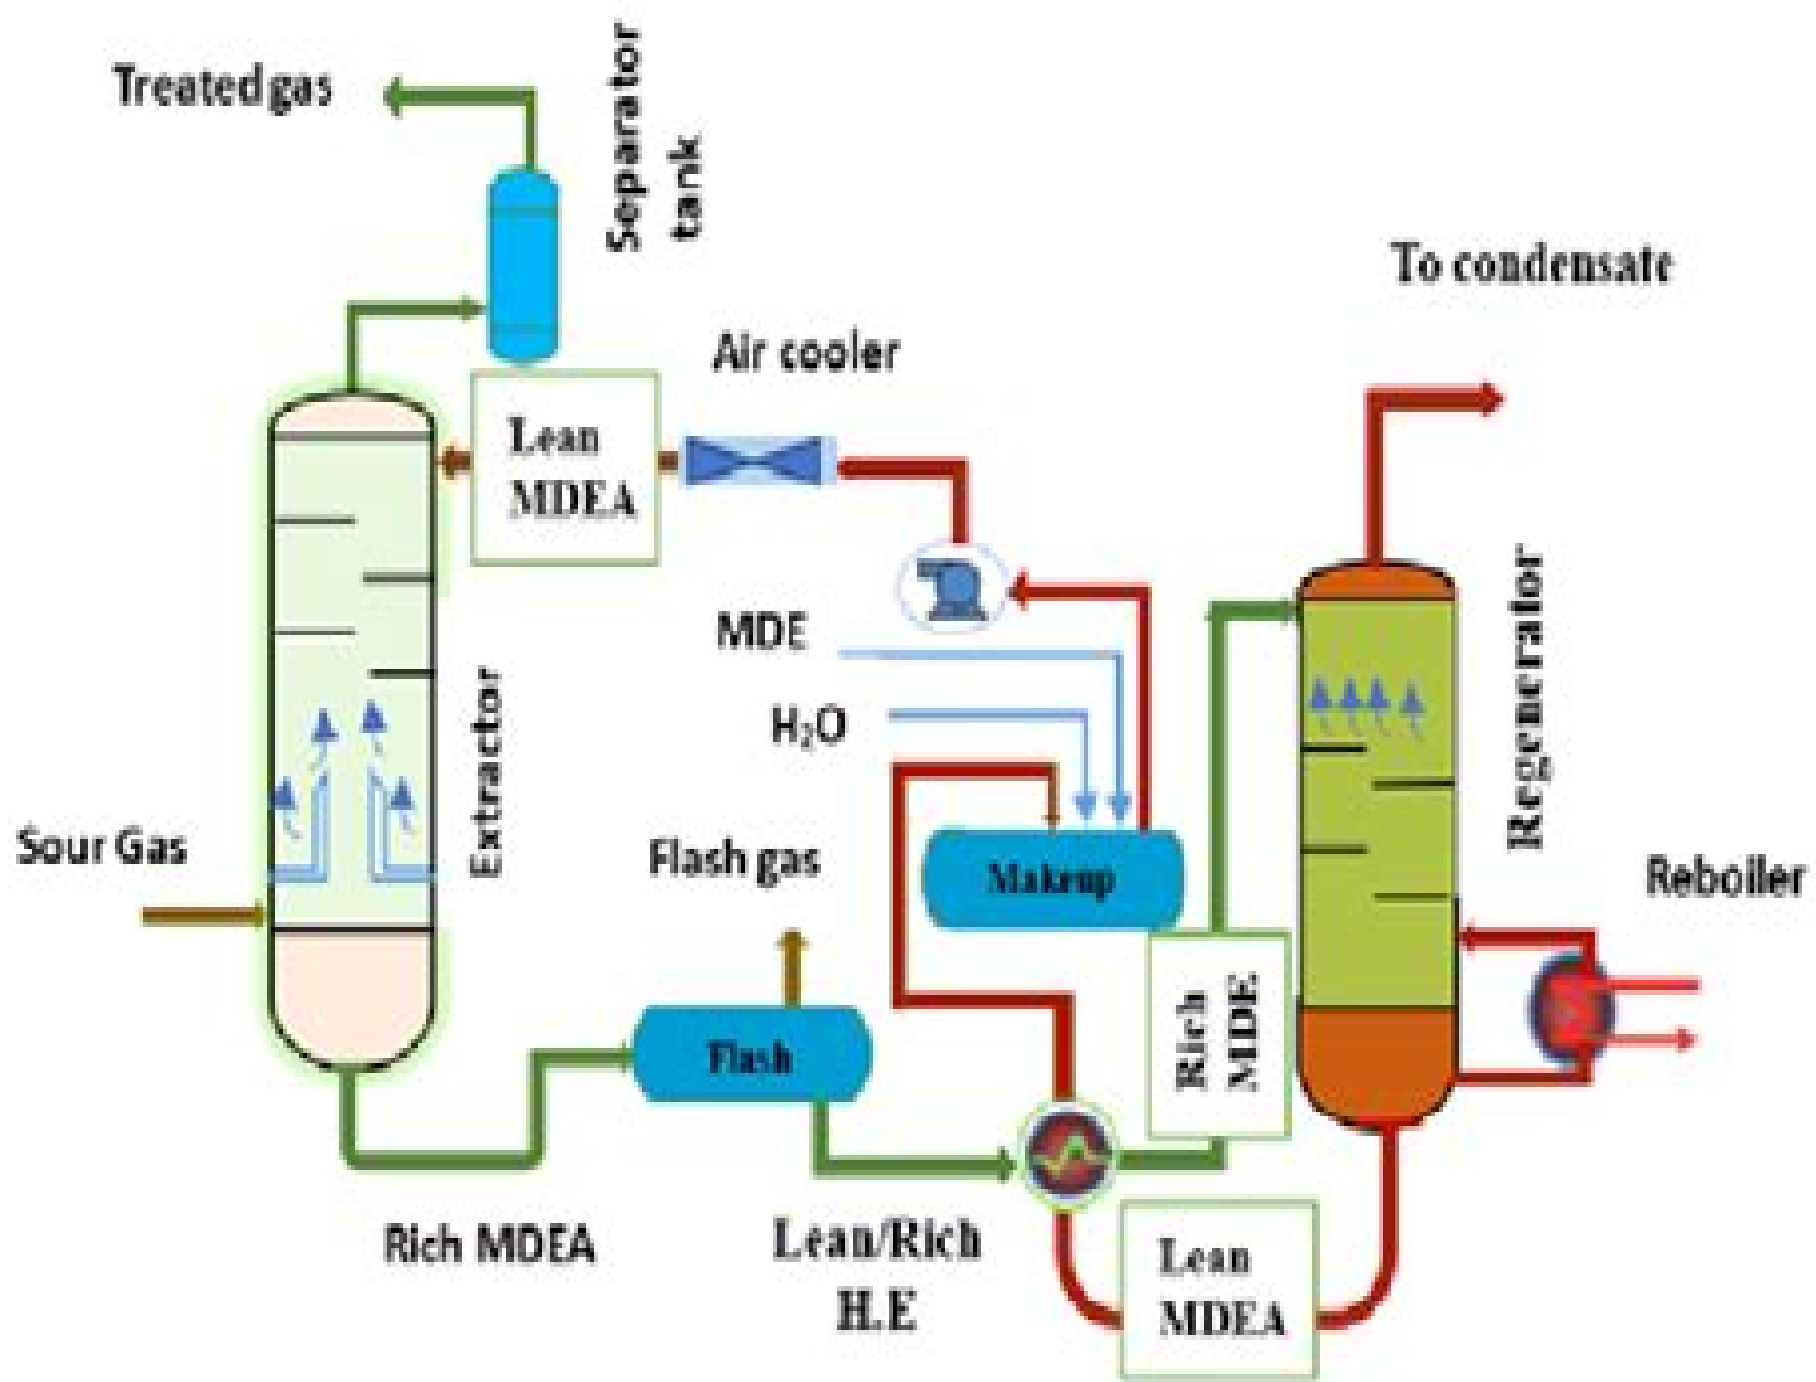 Treated gas
Separator
tank
To condensate
Air cooler
Lean
MDEA
MDE
H₂O
Extractor
Regenerator
Sour Gas
Flash gas
Makeup
Reboiler
Rich
MDE
Flash
Rich MDEA
Lean/Rich
H.E
Lean
MDEA